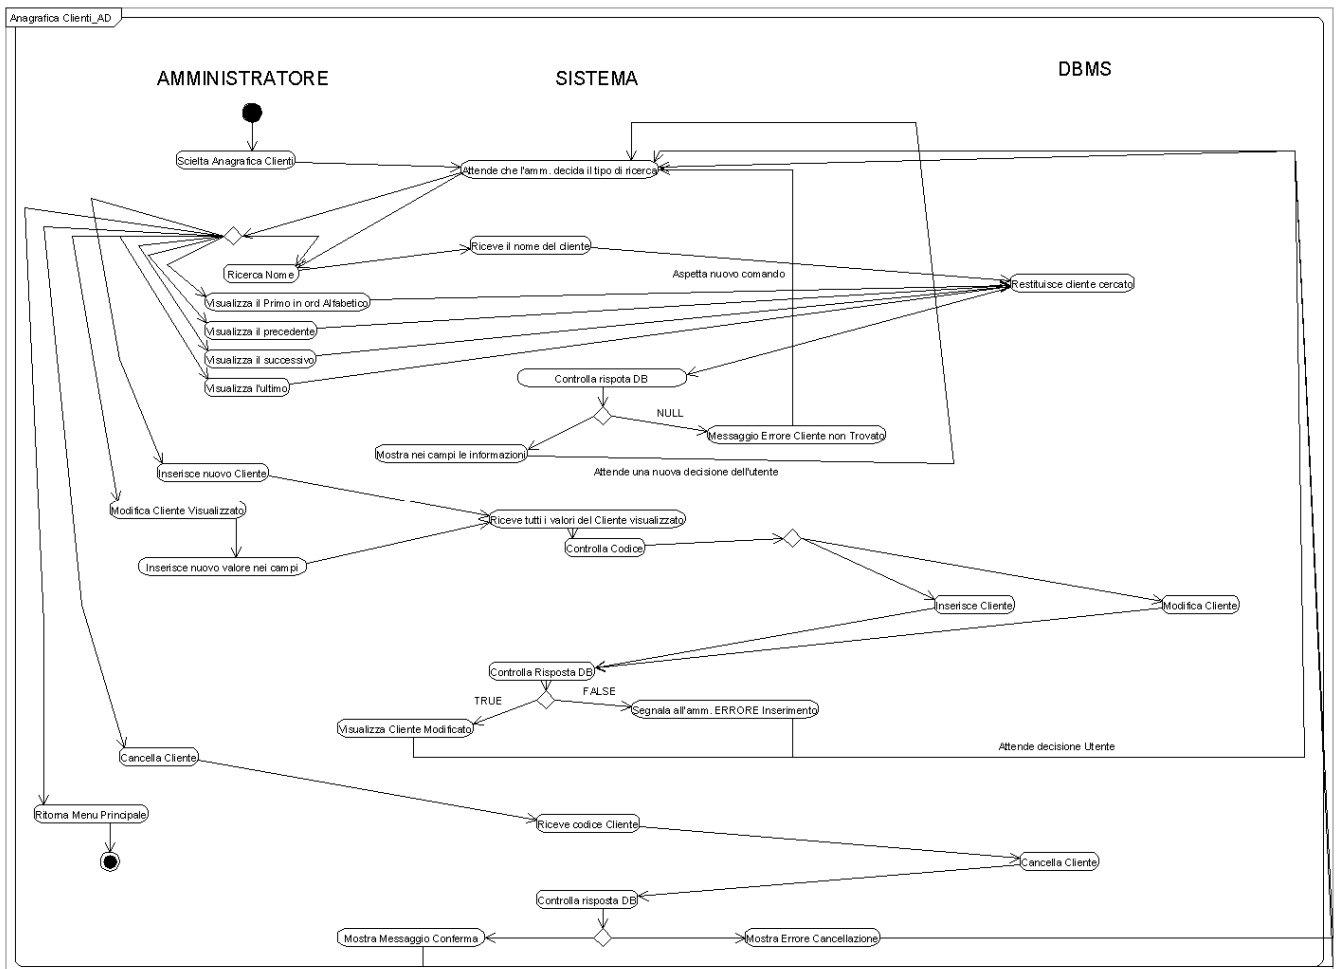 Anagrafica Clienti_AD
AMMINISTRATORE
SISTEMA
DBMS
Scielta Anagrafica Clienti
Attende che l'amm. decida il tipo di ricerca
Riceve il nome del cliente
Ricerca Nome
Aspetta nuovo comando
Restituisce cliente cercato
Visualizza il Primo in ord Alfabetico
Visualizza il precedente
Visualizza il successivo
Visualizza l'ultimo
Controlla rispota DB
NULL
Messaggio Errore Cliente non Trovato
Mostra nei campi le informazioni
Attende una nuova decisione dell'utente
Inserisce nuovo Cliente
Modifica Cliente Visualizzato
Riceve tutti i valori del Cliente visualizzato
Controlla Codice
Inserisce nuovo valore nei campi
Inserisce Cliente
Modifica Cliente
Controlla Risposta DB
TRUE
FALSE
Segnala all'amm. ERRORE Inserimento
Visualizza Cliente Modificato
Attende decisione Utente
Cancella Cliente
Ritorna Menu Principale
Riceve codice Cliente
Cancella Cliente
Controlla risposta DB
Mostra Messaggio Conferma
Mostra Errore Cancellazione